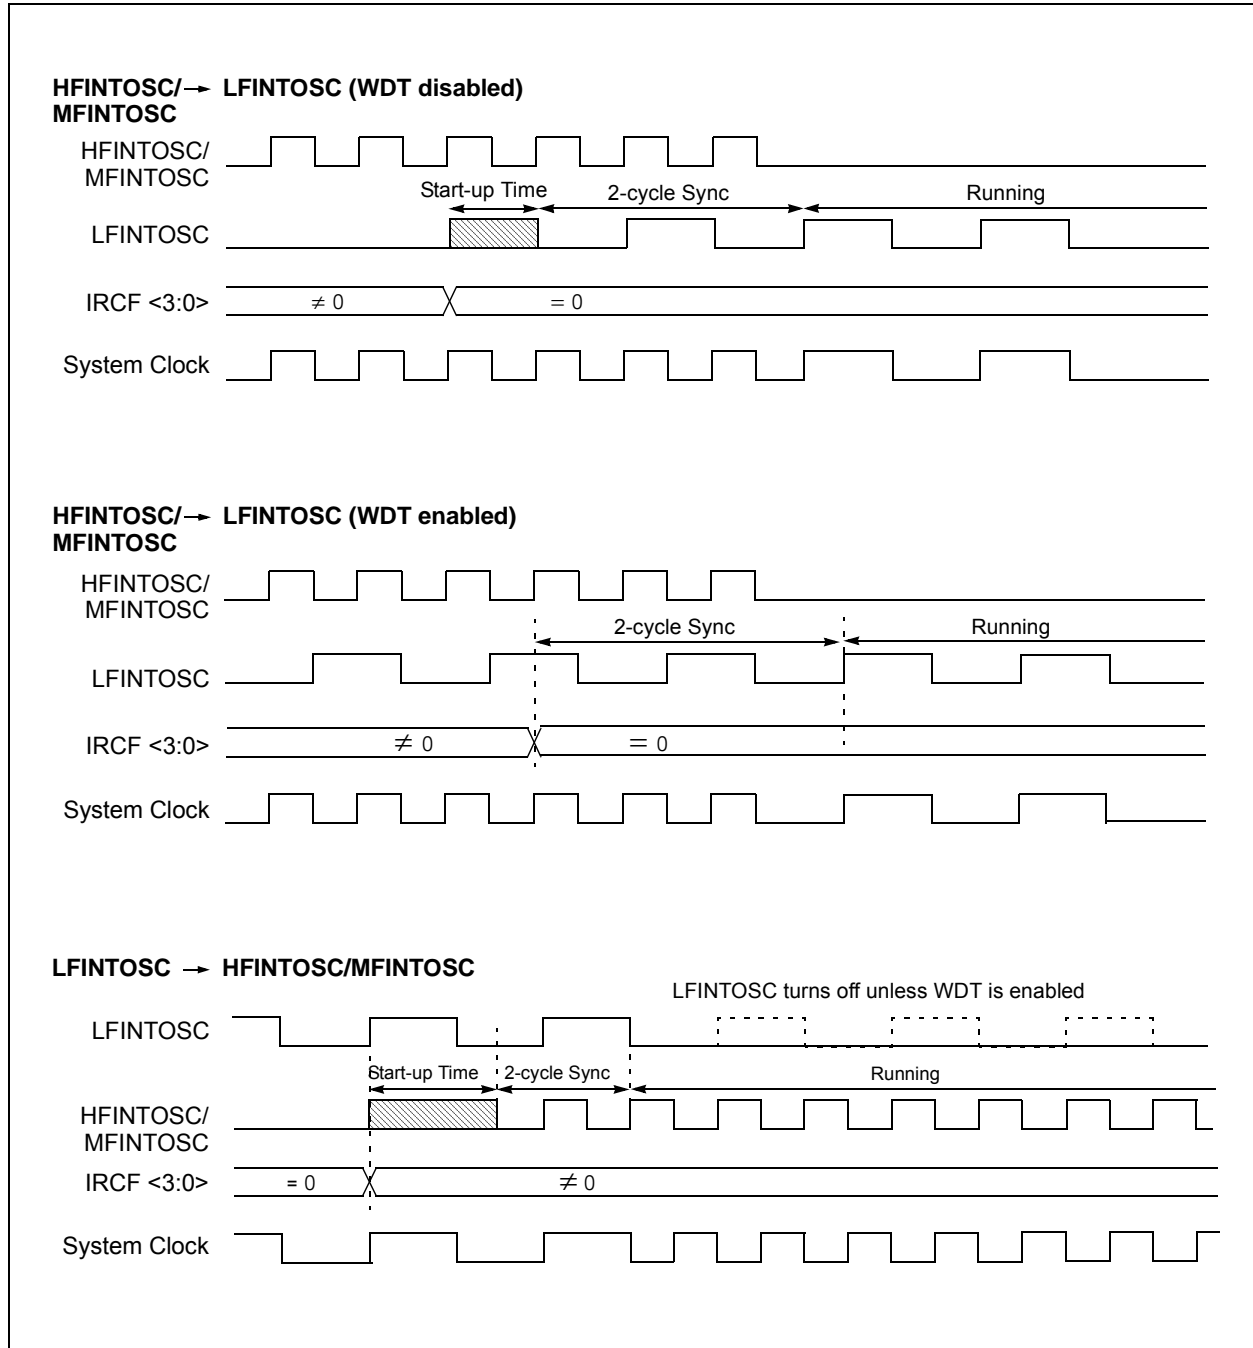 HFINTOSC/→ LFINTOSC (WDT disabled)
MFINTOSC
HFINTOSC/
MFINTOSC
Start-up Time 2-cycle Sync Running
LFINTOSC
IRCF <3:0> ≠ 0 = 0
System Clock
HFINTOSC/→ LFINTOSC (WDT enabled)
MFINTOSC
HFINTOSC/
MFINTOSC
2-cycle Sync Running
LFINTOSC
IRCF <3:0> ≠ 0 = 0
System Clock
LFINTOSC → HFINTOSC/MFINTOSC
LFINTOSC turns off unless WDT is enabled
LFINTOSC
Start-up Time 2-cycle Sync Running
HFINTOSC/
MFINTOSC
IRCF <3:0> = 0 ≠ 0
System Clock